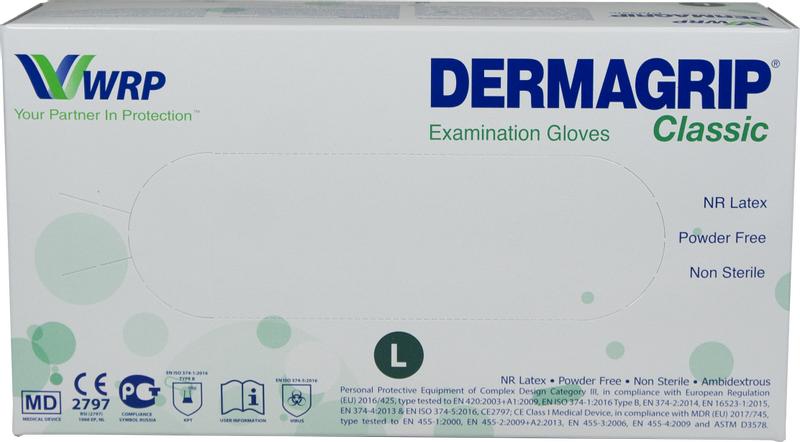 WRP
Your Partner In Protection™
WRP
DERMAGRIP®
Examination Gloves
Classic
NR Latex
Powder Free
Non Sterile
L
NR Latex • Powder Free • Non Sterile • Ambidextrous
Personal Protective Equipment of Complex Design Category III, in compliance with European Regulation
(EU) 2016/425, type tested to EN 420:2003+A1:2009, EN ISO 374-1:2016 Type B, EN 374-2:2014, EN 16523-1:2015,
EN 374-4:2013 & EN ISO 374-5:2016, CE2797; CE Class I Medical Device, in compliance with MDR (EU) 2017/745,
type tested to EN 455-1:2000, EN 455-2:2009+A2:2013, EN 455-3:2006, EN 455-4:2009 and ASTM D3578.
MD
MEDICAL DEVICE
CE
2797
BSI (2797)
1066 EP, NL
COMPLIANCE
SYMBOL RUSSIA
EN ISO 374-1:2016
TYPE B
KPT
i
USER INFORMATION
EN ISO 374-5:2016
VIRUS